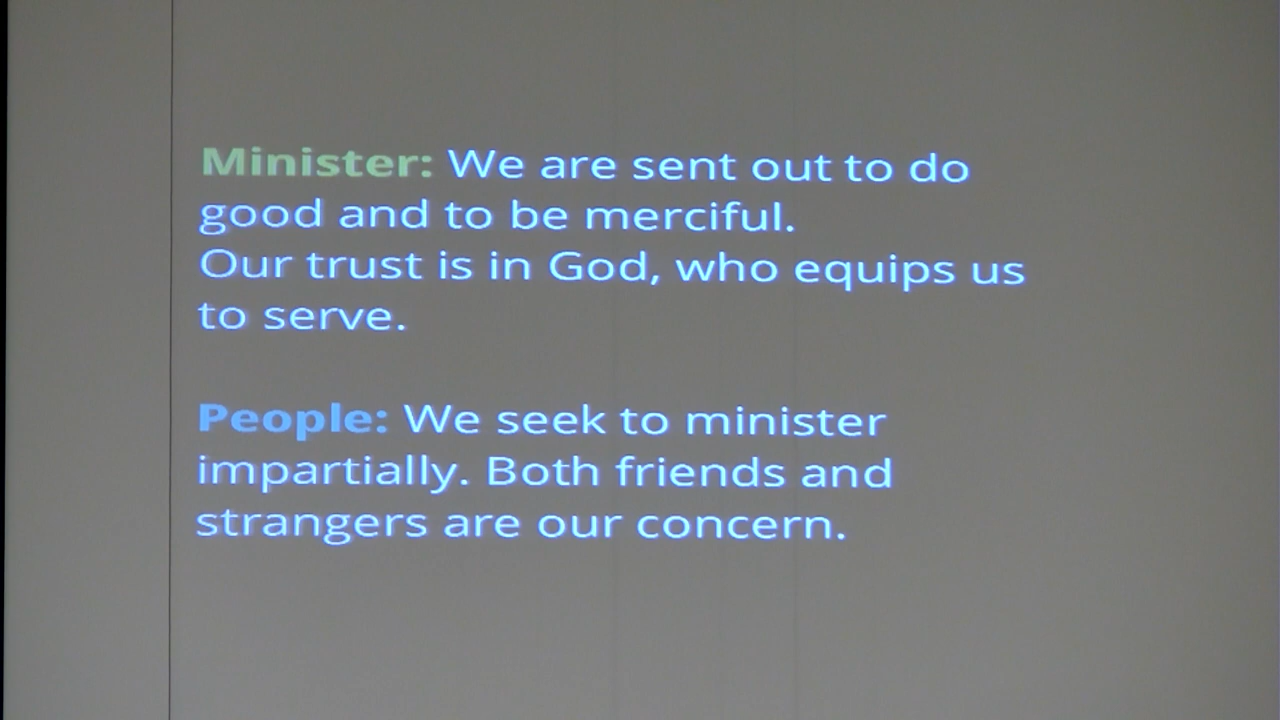 Minister: We are sent out to do
good and to be merciful.
Our trust is in God, who equips us
to serve.
People: We seek to minister
impartially. Both friends and
strangers are our concern.